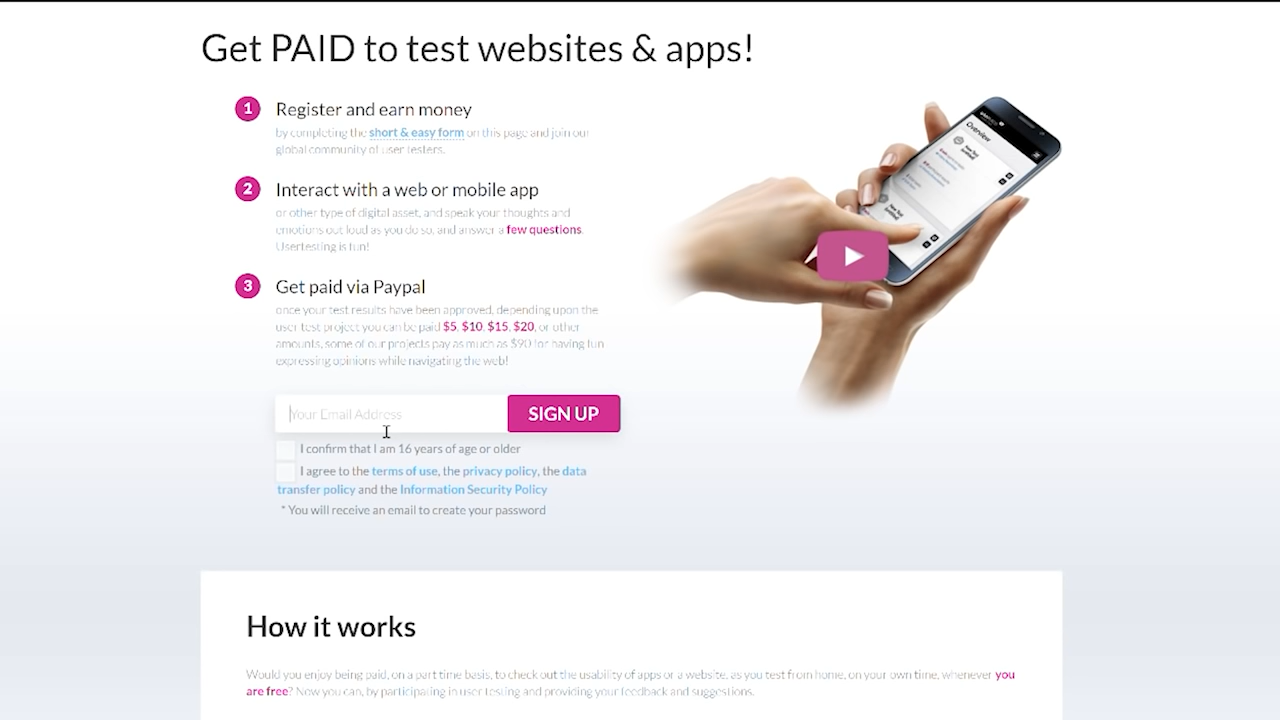 Get PAID to test websites & apps!
1 Register and earn money
by completing the short & easy form on this page and join our
global community of user testers.
2 Interact with a web or mobile app
or other type of digital asset, and speak your thoughts and
emotions out loud as you do so, and answer a few questions.
Usertesting is fun!
3 Get paid via Paypal
once your test results have been approved, depending upon the
user test project you can be paid $5, $10, $15, $20, or other
amounts, some of our projects pay as much as $90 for having fun
expressing opinions while navigating the web!
Your Email Address
SIGN UP
I confirm that I am 16 years of age or older
I agree to the terms of use, the privacy policy, the data
transfer policy and the Information Security Policy
* You will receive an email to create your password
Overview
How it works
Would you enjoy being paid, on a part time basis, to check out the usability of apps or a website, as you test from home, on your own time, whenever you
are free? Now you can, by participating in user testing and providing your feedback and suggestions.